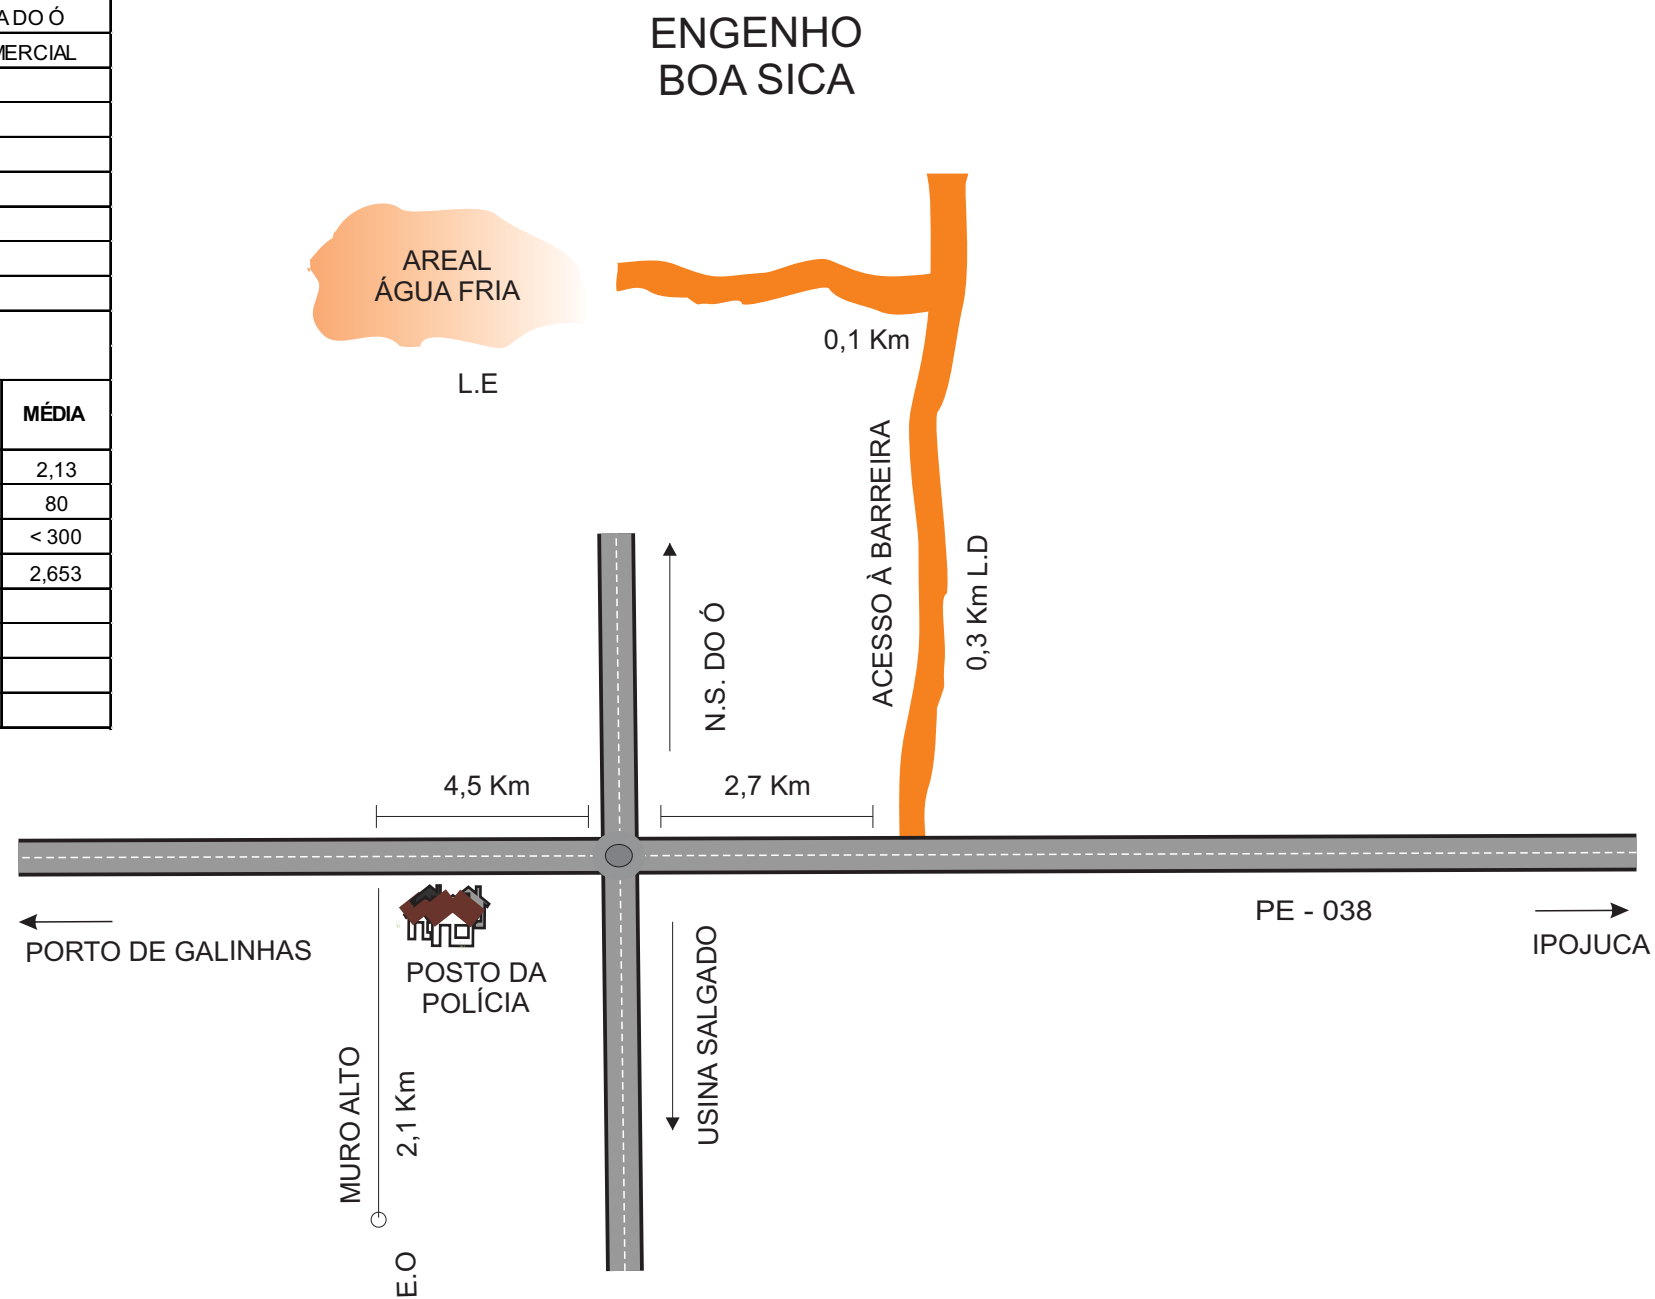 A DO Ó
MERCIAL
MÉDIA
2,13
80
< 300
2,653
ENGENHO
BOA SICA
AREAL
ÁGUA FRIA
L.E
0,1 Km
ACESSO À BARREIRA
0,3 Km L.D
N.S. DO Ó
4,5 Km
2,7 Km
PE - 038
PORTO DE GALINHAS
IPOJUCA
POSTO DA
POLÍCIA
USINA SALGADO
MURO ALTO
2,1 Km
E.O